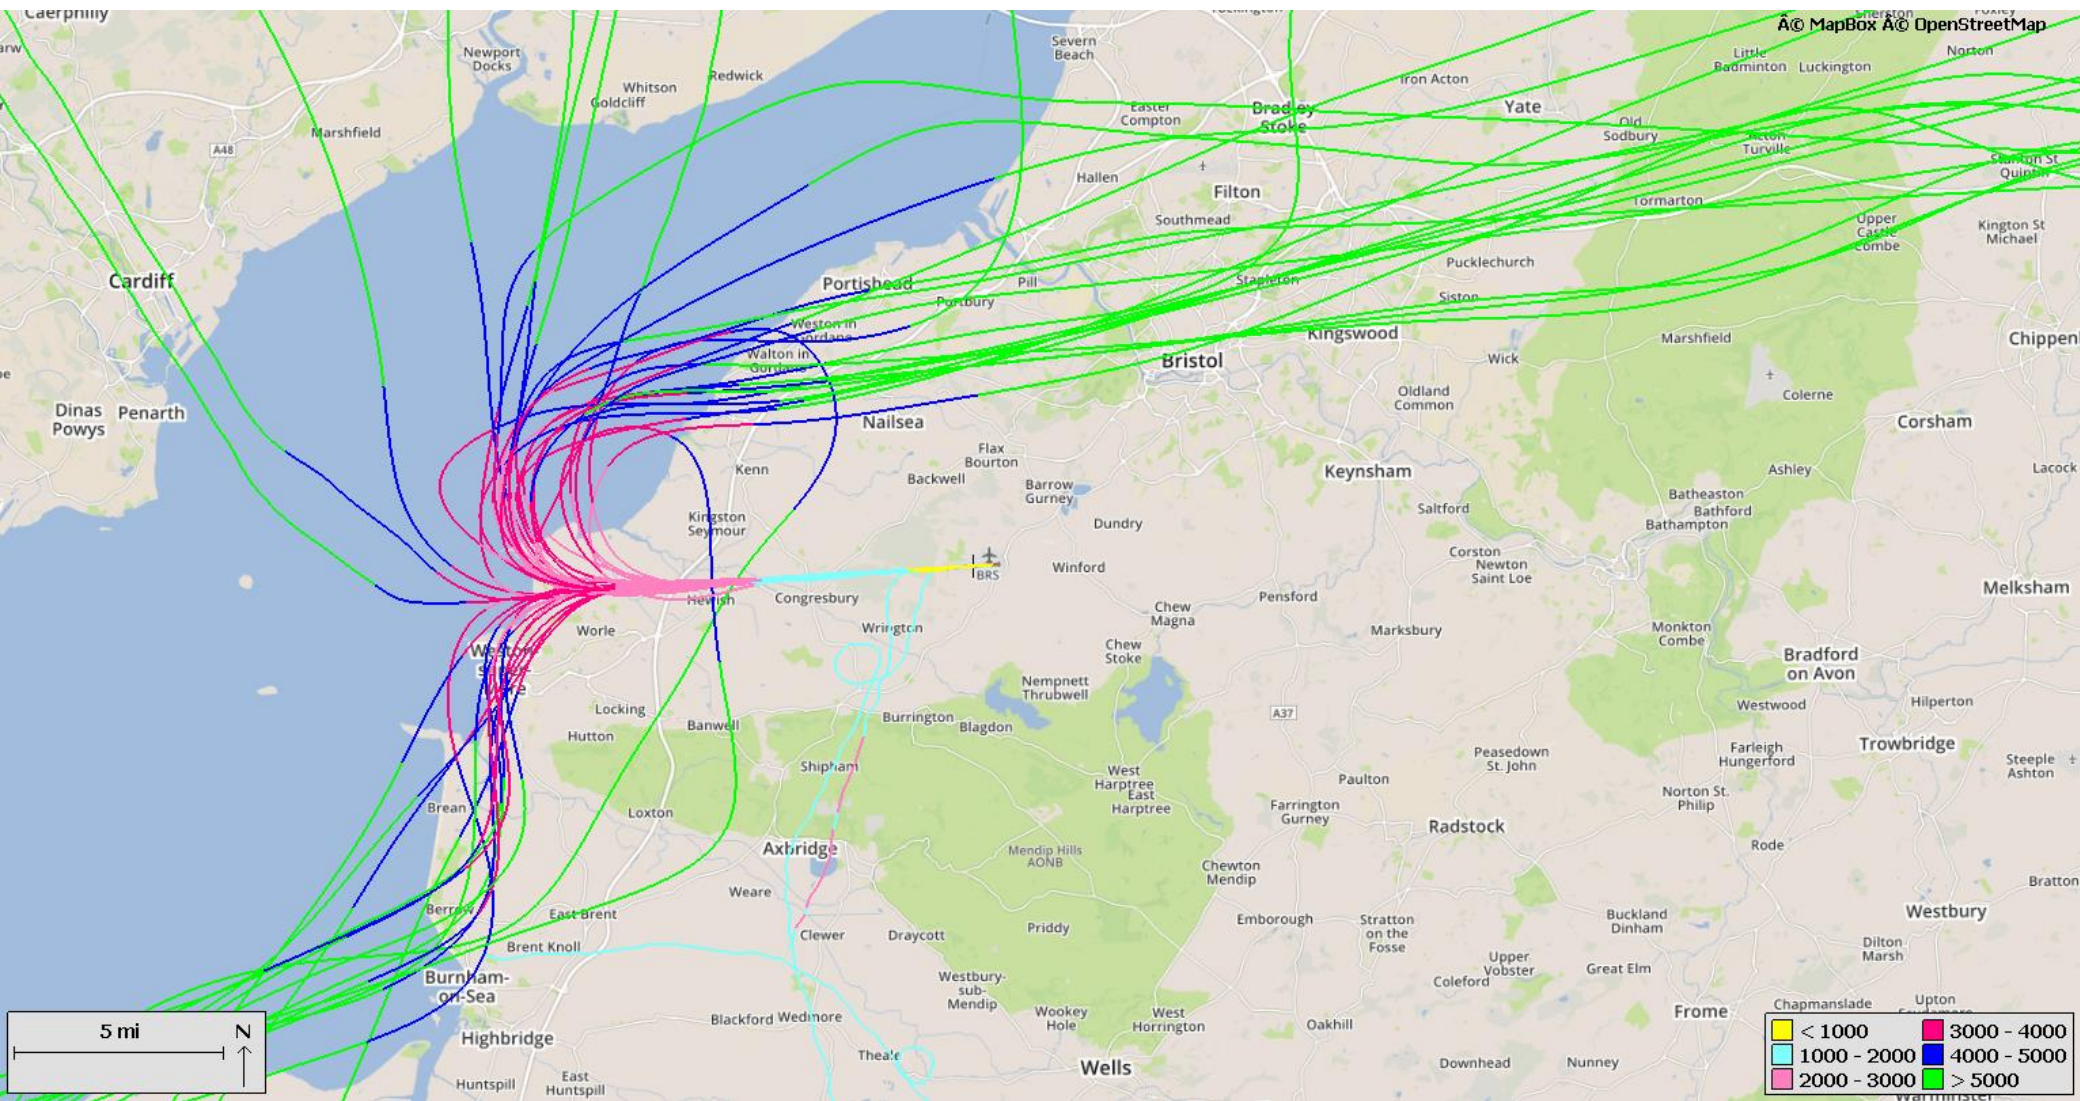 Caerphilly
Â© MapBox Â© OpenStreetMap
Newport
Docks
Severn
Beach
Little
Badminton
Luckington
Norton
Redwick
Whitson
Goldcliff
Iron Acton
Yate
Easter
Compton
Bradley
Stoke
Old
Sodbury
Acton
Turville
Marshfield
A48
Stanton St
Quintin
Hallen
Filton
Tormarton
Southmead
Upper
Castle
Combe
Kington St
Michael
Pucklechurch
Cardiff
Portishead
Pill
Stapleton
Portbury
Siston
Weston in
Gordano
Kingswood
Marshfield
Chippen
Walton in
Gordano
Bristol
Wick
Dinas
Powys
Penarth
Oldland
Common
Colerne
Nailsea
Corsham
Flax
Bourton
Kenn
Backwell
Keynsham
Ashley
Lacock
Barrow
Gurney
Batheaston
Bathford
Bathampton
Saltford
Kingston
Seymour
Dundry
Corston
Newton
Saint Loe
BRS
Winford
Melksham
Hewish
Congresbury
Pensford
Chew
Magna
Worle
Wrington
Marksbury
Monkton
Combe
Weston-
super-
Mare
Chew
Stoke
Bradford
on Avon
Nempnett
Thrubwell
Locking
Banwell
Burrington
Blagdon
A37
Westwood
Hilperton
Hutton
Shipham
West
Harptree
East
Harptree
Peasedown
St. John
Farleigh
Hungerford
Trowbridge
Steeple
Ashton
Paulton
Brean
Loxton
Farrington
Gurney
Norton St.
Philip
Radstock
Axbridge
Mendip Hills
AONB
Rode
Chewton
Mendip
Weare
Bratton
Berrow
East Brent
Emborough
Stratton
on the
Fosse
Buckland
Dinham
Westbury
Clewer
Draycott
Priddy
Brent Knoll
Dilton
Marsh
Upper
Vobster
Great Elm
Burnham-
on-Sea
Westbury-
sub-
Mendip
Coleford
Chapmanslade
Upton
Blackford
Wedmore
Wookey
Hole
West
Horrington
Oakhill
Frome
Highbridge
Theale
Wells
Downhead
Nunney
Huntspill
East
Huntspill
Warminster
5 mi
N
< 1000
3000 - 4000
1000 - 2000
4000 - 5000
2000 - 3000
> 5000